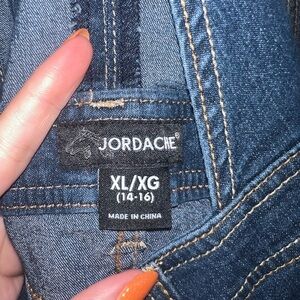 JORDACHE®
XL/XG
(14-16)
MADE IN CHINA